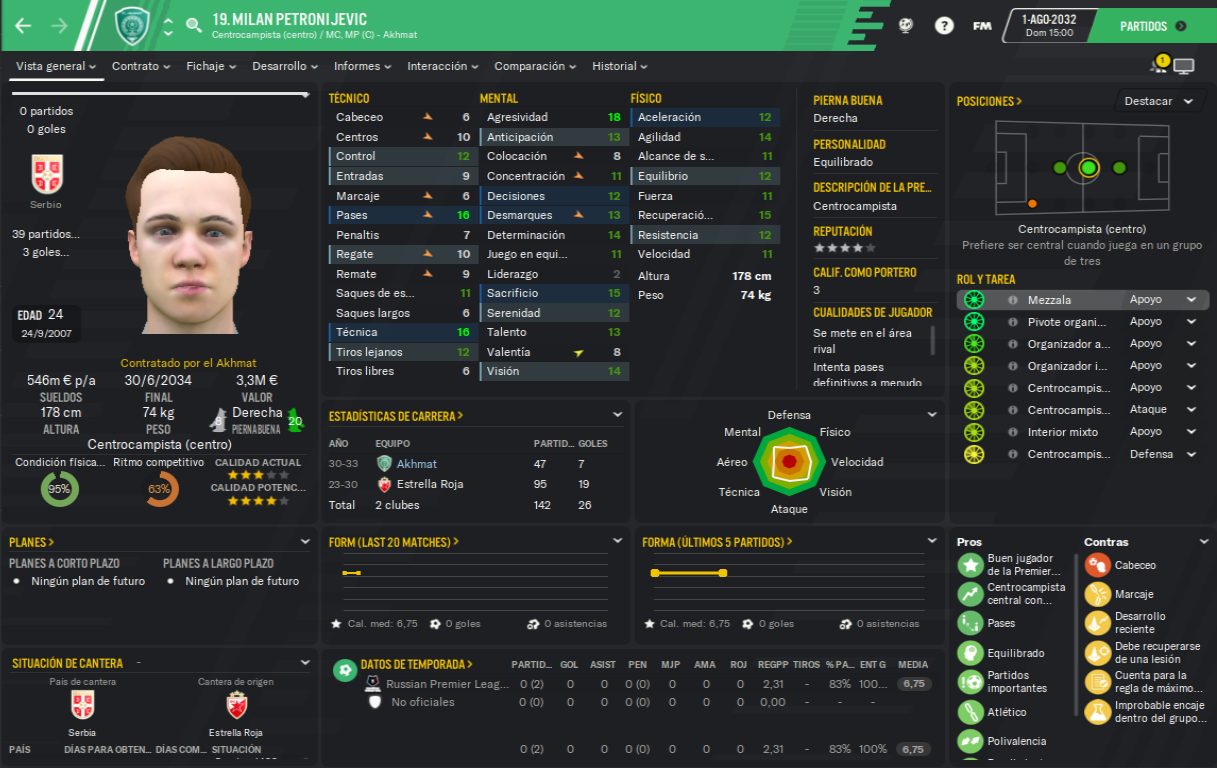 19. MILAN PETRONIJEVIC
Centrocampista (centro) / MC, MP (C) - Akhmat
?
FM
1-AGO-2032
Dom 15:00
PARTIDOS
Vista general
Contrato
Fichaje
Desarrollo
Informes
Interacción
Comparación
Historial
1
0 partidos
0 goles
Serbio
39 partidos...
3 goles...
EDAD 24
24/9/2007
Contratado por el Akhmat
546m € p/a 30/6/2034 3,3M €
SUELDOS FINAL VALOR
178 cm 74 kg 8 Derecha 20
ALTURA PESO PIERNA BUENA
Centrocampista (centro)
Condición física... Ritmo competitivo CALIDAD ACTUAL
95% 63%
CALIDAD POTENC...
TÉCNICO
Cabeceo 6
Centros 10
Control 12
Entradas 9
Marcaje 6
Pases 16
Penaltis 7
Regate 10
Remate 9
Saques de es... 11
Saques largos 6
Técnica 16
Tiros lejanos 12
Tiros libres 6
MENTAL
Agresividad 18
Anticipación 13
Colocación 8
Concentración 11
Decisiones 12
Desmarques 13
Determinación 14
Juego en equi... 11
Liderazgo 2
Sacrificio 15
Serenidad 12
Talento 13
Valentía 8
Visión 14
FÍSICO
Aceleración 12
Agilidad 14
Alcance de s... 11
Equilibrio 12
Fuerza 11
Recuperació... 15
Resistencia 12
Velocidad 11
Altura 178 cm
Peso 74 kg
PIERNA BUENA
Derecha
PERSONALIDAD
Equilibrado
DESCRIPCIÓN DE LA PRE...
Centrocampista
REPUTACIÓN
CALIF. COMO PORTERO
3
CUALIDADES DE JUGADOR
Se mete en el área
rival
Intenta pases
definitivos a menudo
POSICIONES >
Destacar
Centrocampista (centro)
Prefiere ser central cuando juega en un grupo
de tres
ROL Y TAREA
Mezzala Apoyo
Pivote organi... Apoyo
Organizador a... Apoyo
Organizador i... Apoyo
Centrocampis... Apoyo
Centrocampis... Ataque
Interior mixto Apoyo
Centrocampis... Defensa
ESTADÍSTICAS DE CARRERA >
AÑO EQUIPO PARTID... GOLES
30-33 Akhmat 47 7
23-30 Estrella Roja 95 19
Total 2 clubes 142 26
Defensa
Mental Físico
Aéreo Velocidad
Técnica Visión
Ataque
PLANES >
PLANES A CORTO PLAZO PLANES A LARGO PLAZO
• Ningún plan de futuro • Ningún plan de futuro
FORM (LAST 20 MATCHES) >
Cal. med: 6,75 0 goles 0 asistencias
FORMA (ÚLTIMOS 5 PARTIDOS) >
Cal. med: 6,75 0 goles 0 asistencias
SITUACIÓN DE CANTERA -
País de cantera Cantera de origen
Serbia Estrella Roja
PAÍS DÍAS PARA OBTEN... DÍAS COM... SITUACIÓN
DATOS DE TEMPORADA > PARTID... GOL ASIST PEN MJP AMA ROJ REGPP TIROS % PA... ENT G MEDIA
Russian Premier Leag... 0 (2) 0 0 0 (0) 0 0 0 2,31 - 83% 100... 6,75
No oficiales 0 (0) 0 0 0 (0) 0 0 0 0,00 - - -
0 (2) 0 0 0 (0) 0 0 0 2,31 - 83% 100% 6,75
Pros
Buen jugador
de la Premier...
Centrocampista
central con...
Pases
Equilibrado
Partidos
importantes
Atlético
Polivalencia
Contras
Cabeceo
Marcaje
Desarrollo
reciente
Debe recuperarse
de una lesión
Cuenta para la
regla de máximo...
Improbable encaje
dentro del grupo...